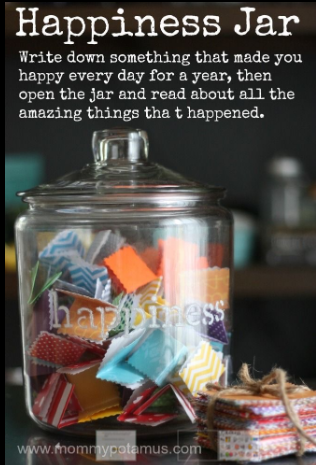 Happiness Jar
Write down something that made you
happy every day for a year, then
open the jar and read about all the
amazing things tha t happened.
happiness
www.mommypotamus.com